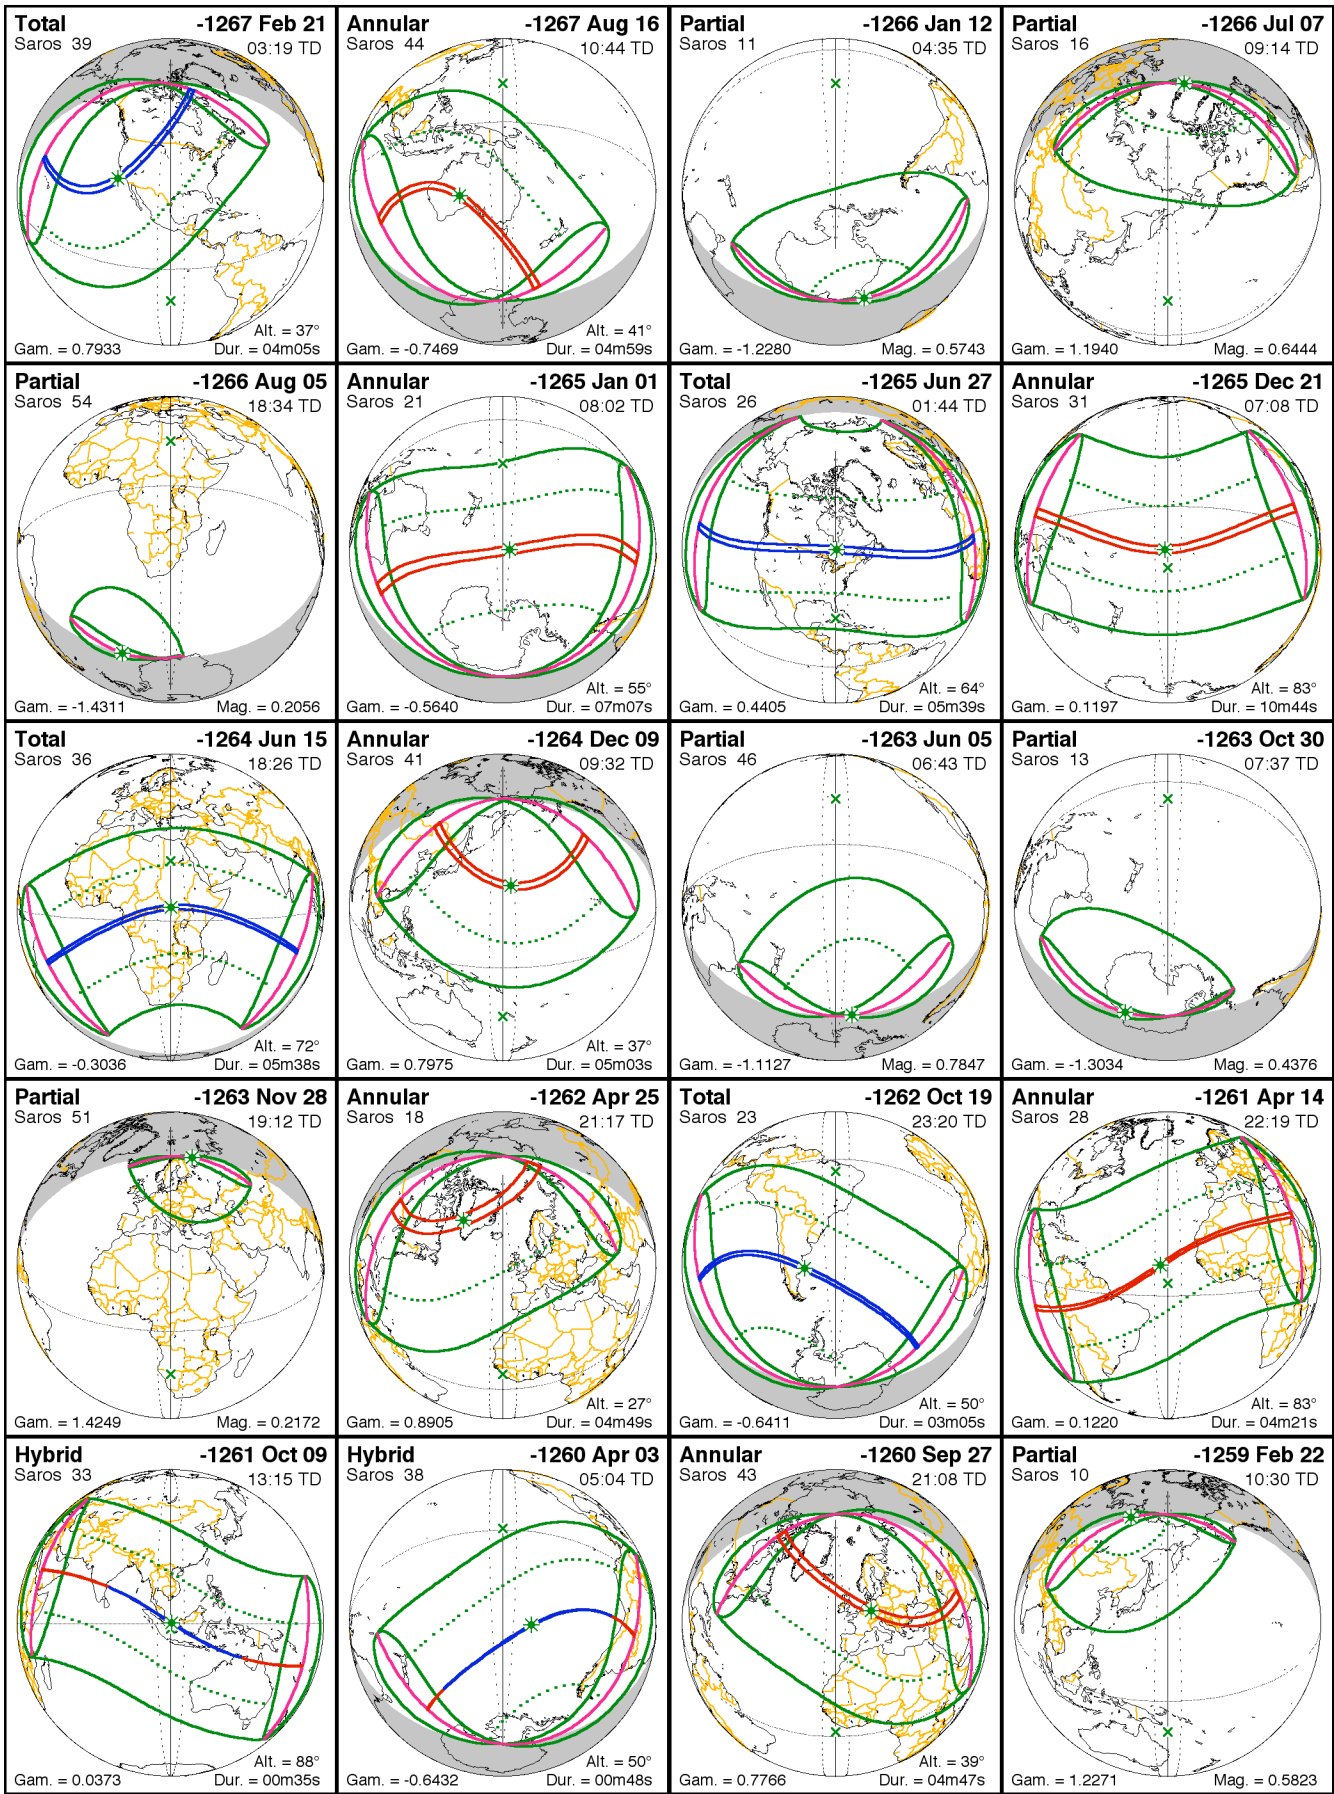 Total -1267 Feb 21
Saros 39 03:19 TD
Alt. = 37°
Gam. = 0.7933 Dur. = 04m05s
Annular -1267 Aug 16
Saros 44 10:44 TD
Alt. = 41°
Gam. = -0.7469 Dur. = 04m59s
Partial -1266 Jan 12
Saros 11 04:35 TD
Gam. = -1.2280 Mag. = 0.5743
Partial -1266 Jul 07
Saros 16 09:14 TD
Gam. = 1.1940 Mag. = 0.6444
Partial -1266 Aug 05
Saros 54 18:34 TD
Gam. = -1.4311 Mag. = 0.2056
Annular -1265 Jan 01
Saros 21 08:02 TD
Alt. = 55°
Gam. = -0.5640 Dur. = 07m07s
Total -1265 Jun 27
Saros 26 01:44 TD
Alt. = 64°
Gam. = 0.4405 Dur. = 05m39s
Annular -1265 Dec 21
Saros 31 07:08 TD
Alt. = 83°
Gam. = 0.1197 Dur. = 10m44s
Total -1264 Jun 15
Saros 36 18:26 TD
Alt. = 72°
Gam. = -0.3036 Dur. = 05m38s
Annular -1264 Dec 09
Saros 41 09:32 TD
Alt. = 37°
Gam. = 0.7975 Dur. = 05m03s
Partial -1263 Jun 05
Saros 46 06:43 TD
Gam. = -1.1127 Mag. = 0.7847
Partial -1263 Oct 30
Saros 13 07:37 TD
Gam. = -1.3034 Mag. = 0.4376
Partial -1263 Nov 28
Saros 51 19:12 TD
Gam. = 1.4249 Mag. = 0.2172
Annular -1262 Apr 25
Saros 18 21:17 TD
Alt. = 27°
Gam. = 0.8905 Dur. = 04m49s
Total -1262 Oct 19
Saros 23 23:20 TD
Alt. = 50°
Gam. = -0.6411 Dur. = 03m05s
Annular -1261 Apr 14
Saros 28 22:19 TD
Alt. = 83°
Gam. = 0.1220 Dur. = 04m21s
Hybrid -1261 Oct 09
Saros 33 13:15 TD
Alt. = 88°
Gam. = 0.0373 Dur. = 00m35s
Hybrid -1260 Apr 03
Saros 38 05:04 TD
Alt. = 50°
Gam. = -0.6432 Dur. = 00m48s
Annular -1260 Sep 27
Saros 43 21:08 TD
Alt. = 39°
Gam. = 0.7766 Dur. = 04m47s
Partial -1259 Feb 22
Saros 10 10:30 TD
Gam. = 1.2271 Mag. = 0.5823